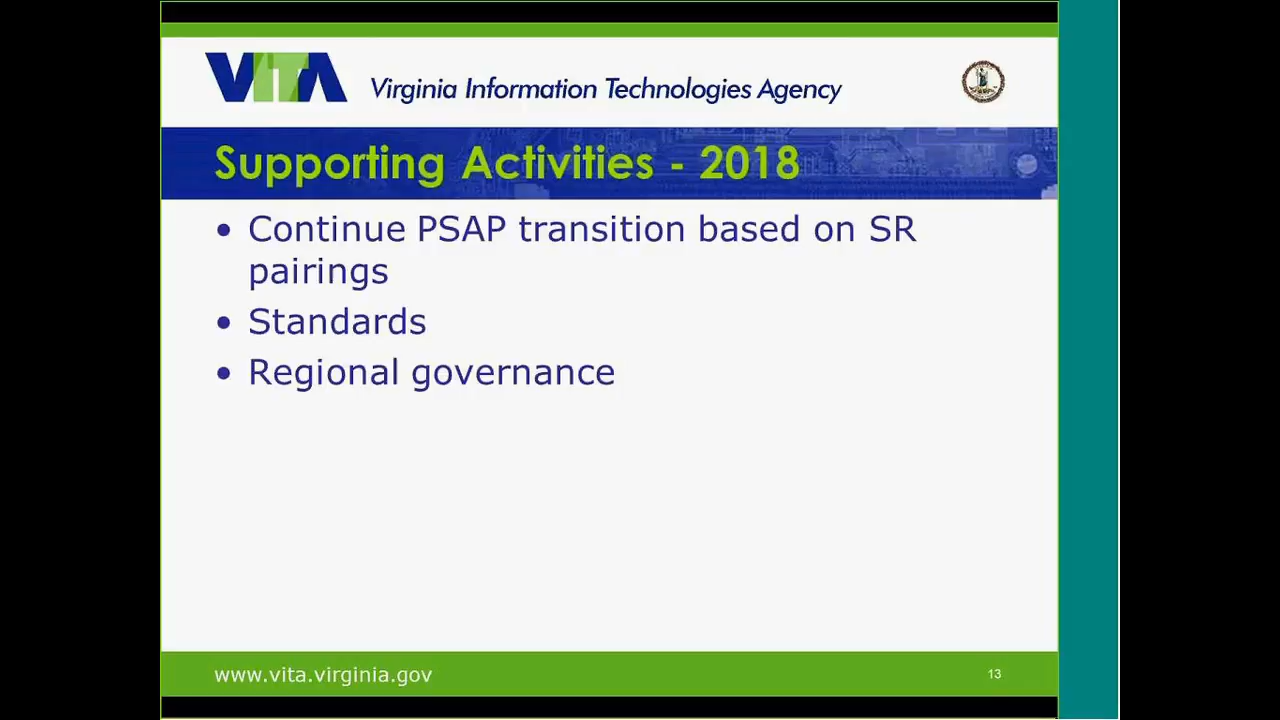 VITA
Virginia Information Technologies Agency
Supporting Activities - 2018
• Continue PSAP transition based on SR
pairings
• Standards
• Regional governance
www.vita.virginia.gov
13